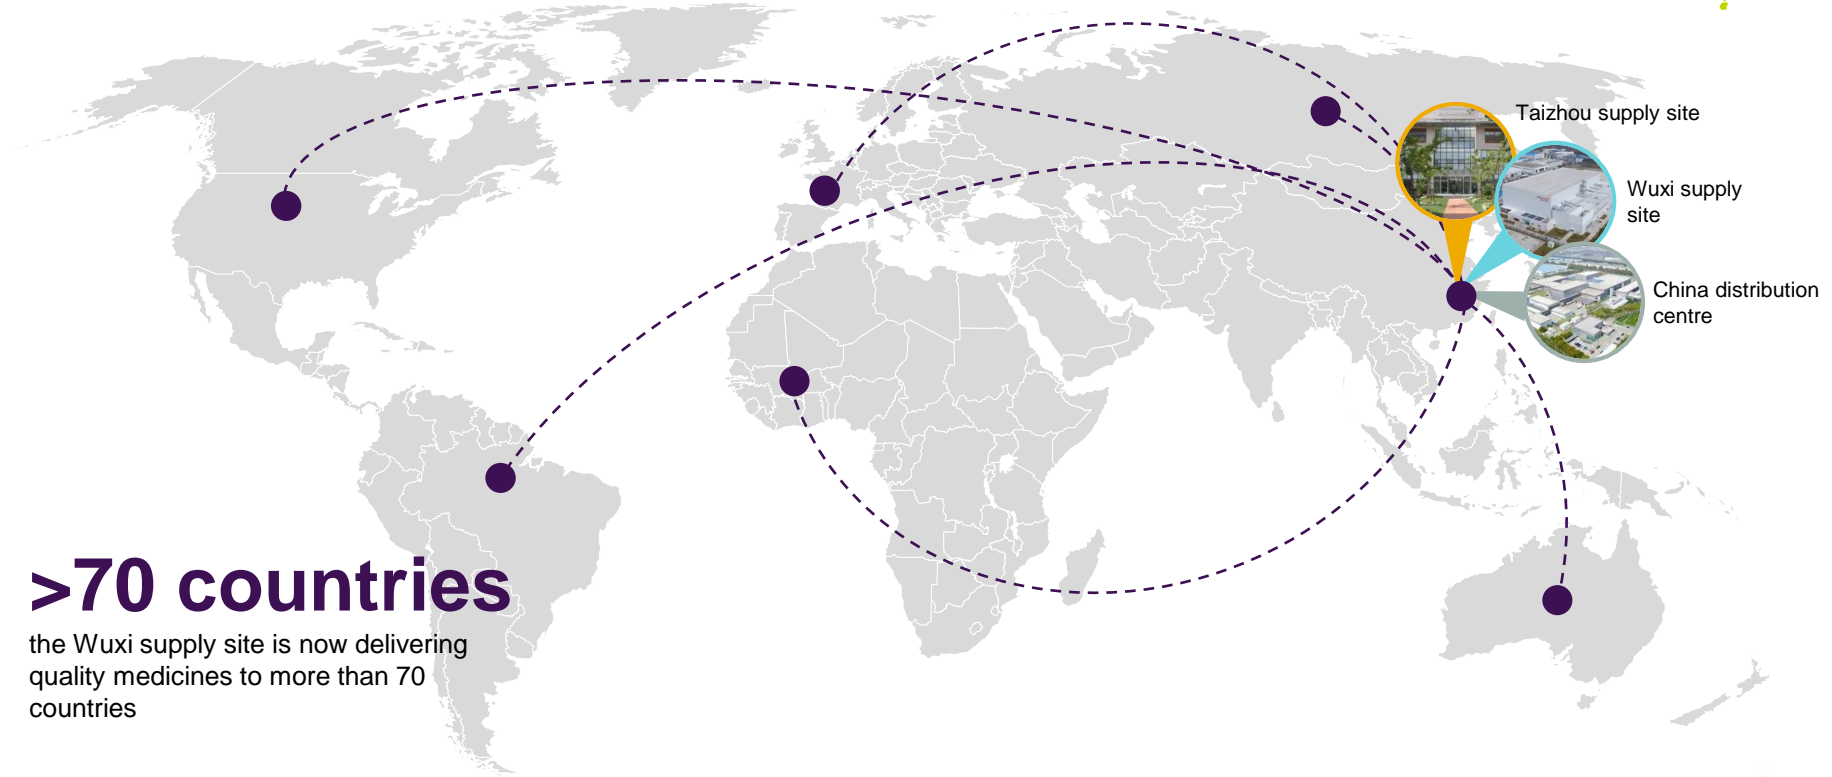 Taizhou supply site
Wuxi supply
site
China distribution
centre
>70 countries
the Wuxi supply site is now delivering
quality medicines to more than 70
countries